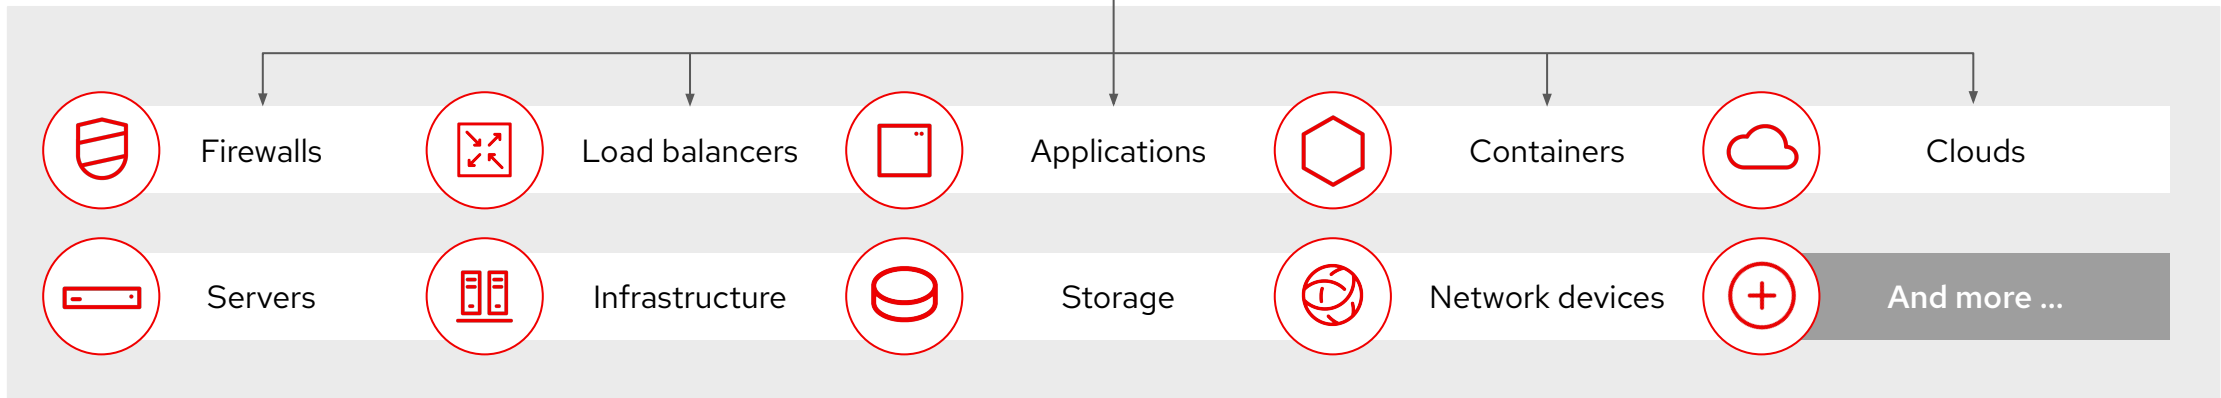 Firewalls
Load balancers
Applications
Containers
Clouds
Servers
Infrastructure
Storage
Network devices
And more ...